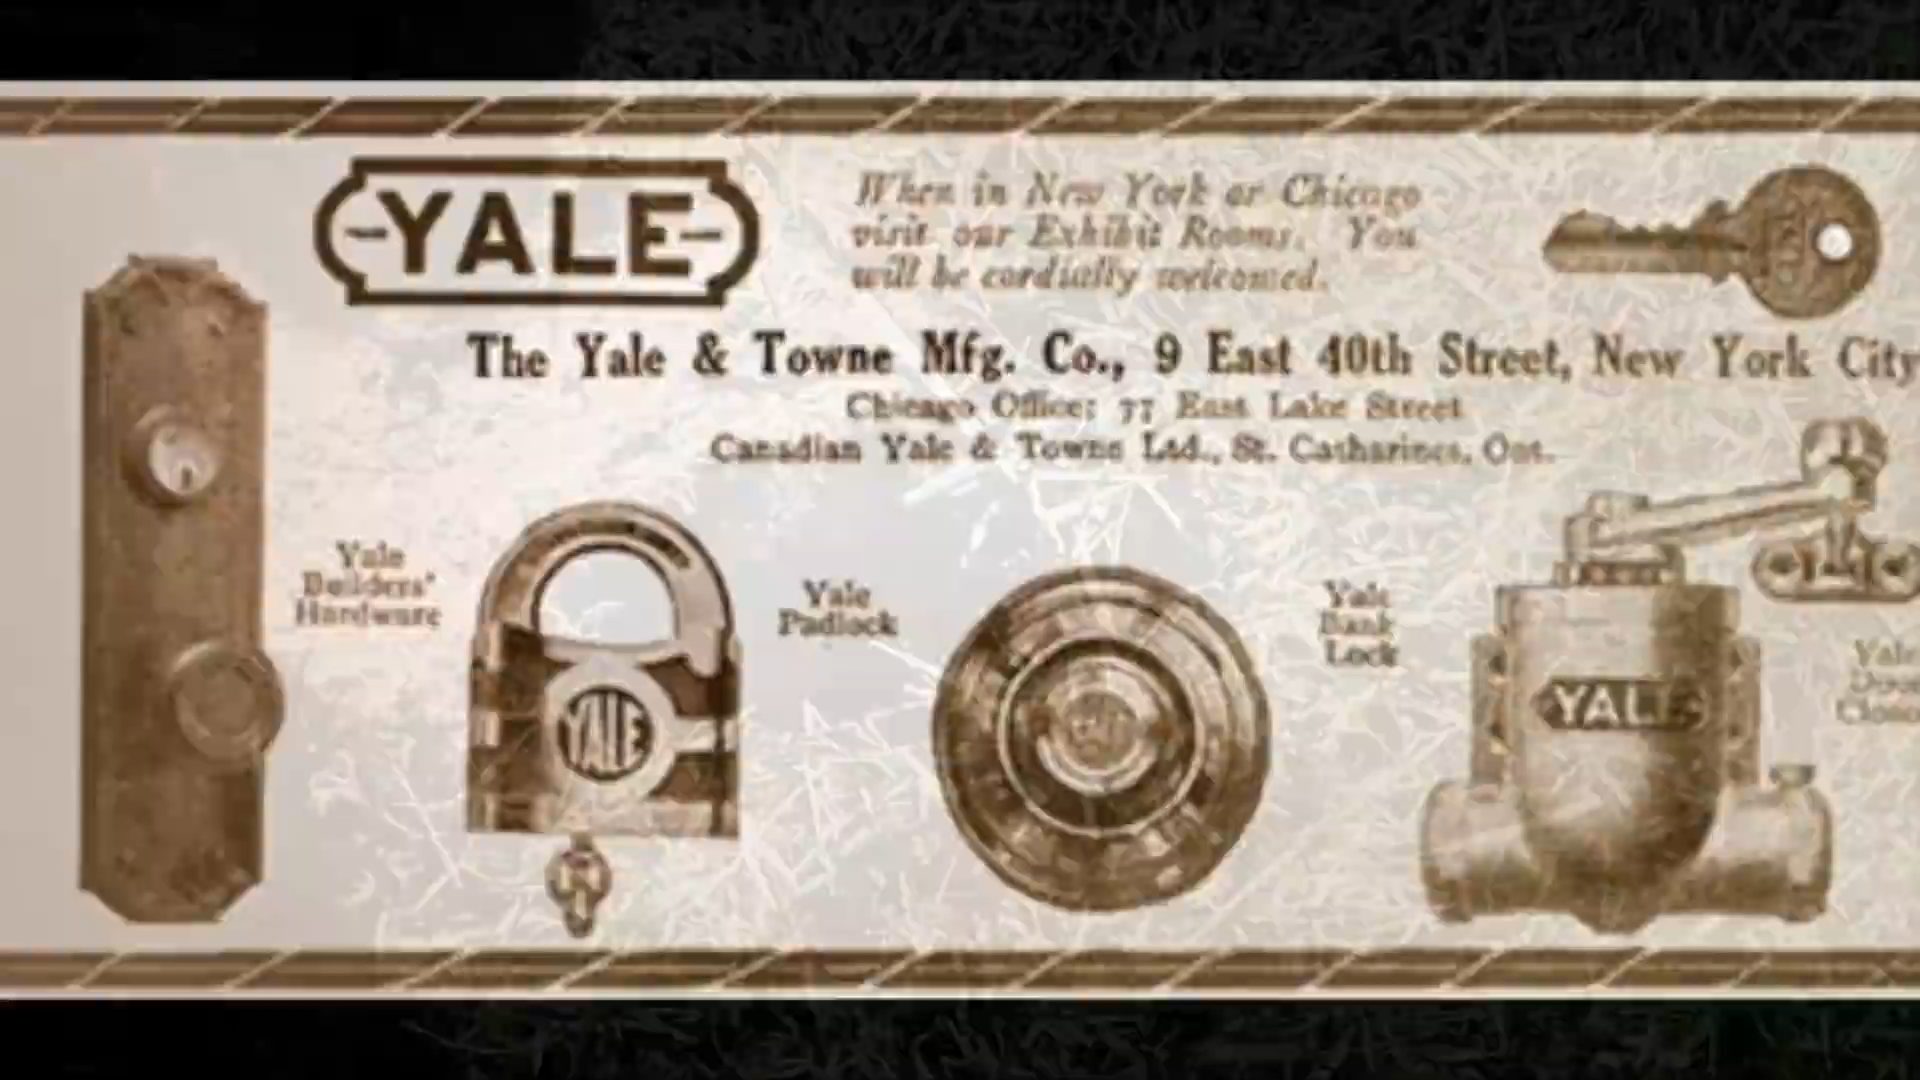 YALE
When in New York or Chicago
visit our Exhibit Rooms. You
will be cordially welcomed.
The Yale & Towne Mfg. Co., 9 East 40th Street, New York City
Chicago Office: 77 East Lake Street
Canadian Yale & Towne Ltd., St. Catharines, Ont.
Yale
Builders'
Hardware
YALE
Yale
Padlock
Yale
Bank
Lock
YALE
Yale
Door